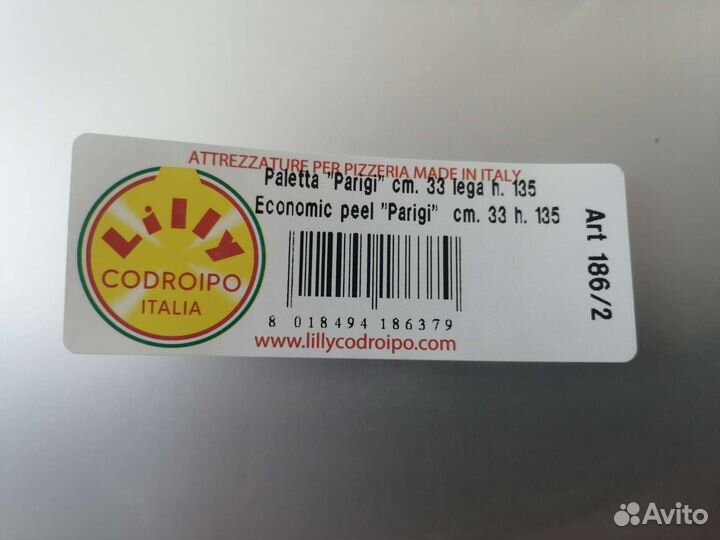 ATTREZZATURE PER PIZZERIA MADE IN ITALY
Paletta "Parigi" cm. 33 lega h. 135
Economic peel "Parigi" cm. 33 h. 135
Lilly
CODROIPO
ITALIA
8 018494 186379
www.lillycodroipo.com
Art 186/2
Avito